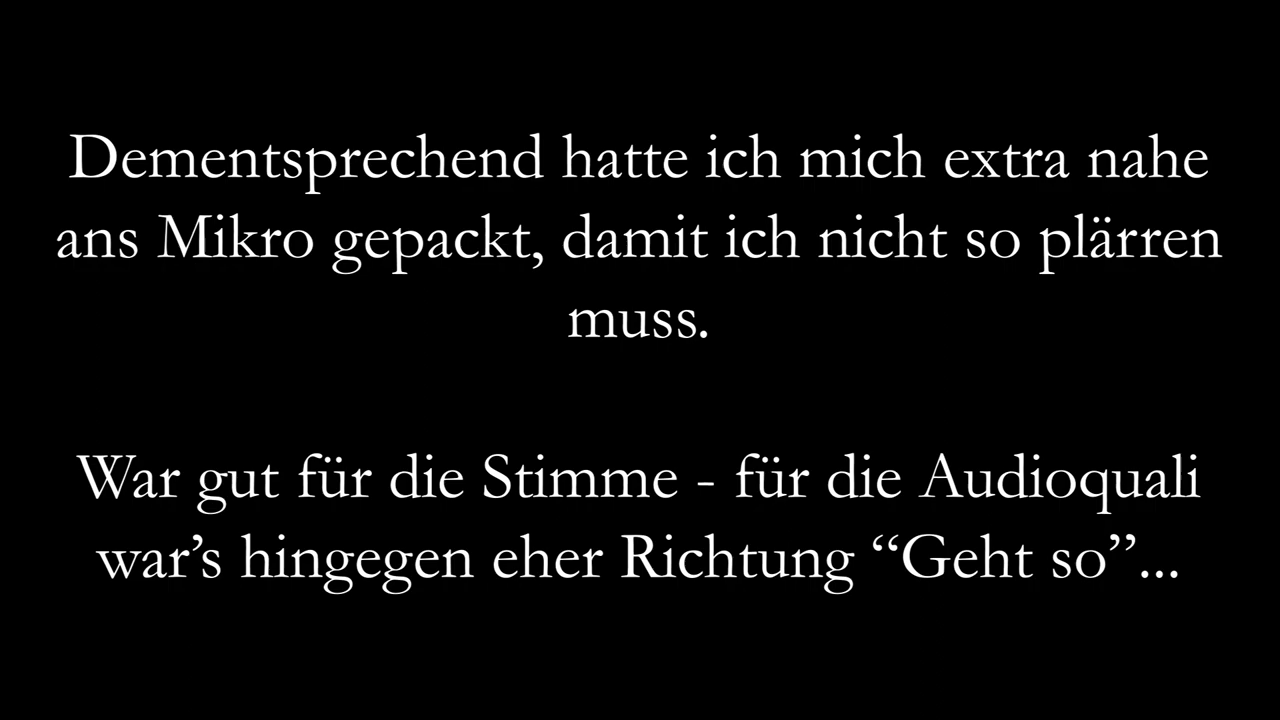 Dementsprechend hatte ich mich extra nahe
ans Mikro gepackt, damit ich nicht so plärren
muss.
War gut für die Stimme - für die Audioquali
war’s hingegen eher Richtung “Geht so”...